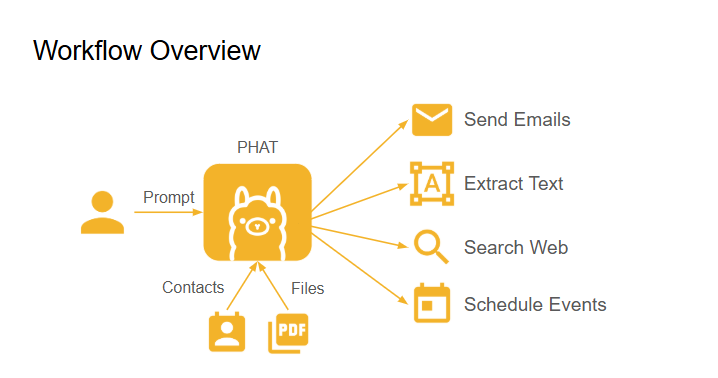 Workflow Overview
PHAT
Prompt
Contacts
Files
PDF
Send Emails
A
Extract Text
Search Web
Schedule Events